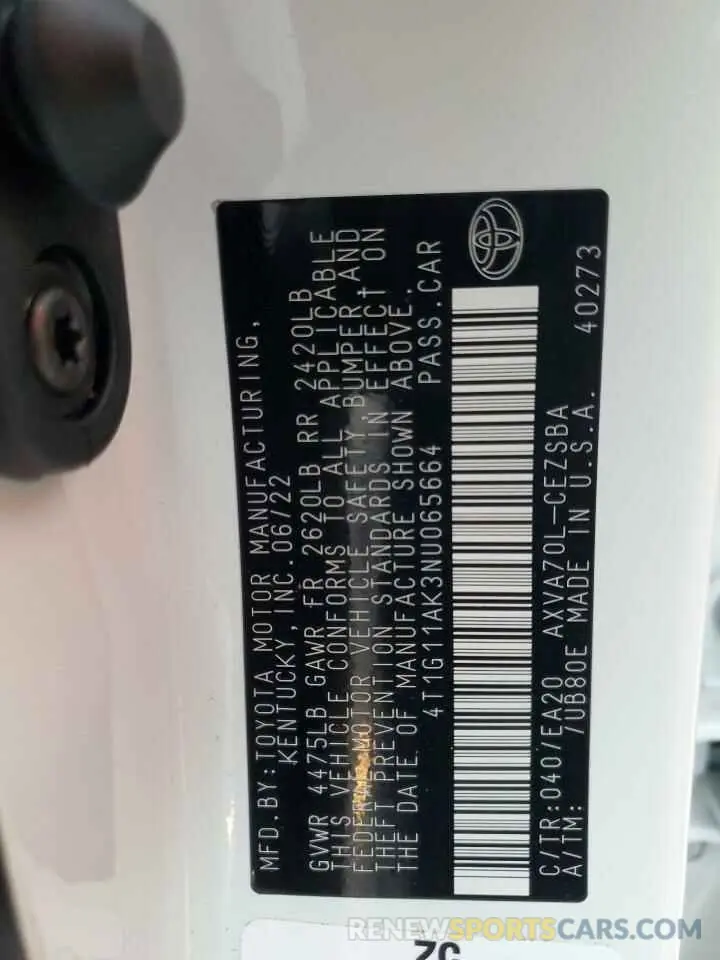 MFD.BY:TOYOTA MOTOR MANUFACTURING,
KENTUCKY,INC.06/22
GVWR 4475LB GAWR FR 2620LB RR 2420LB
THIS VEHICLE CONFORMS TO ALL APPLICABLE
FEDERAL MOTOR VEHICLE SAFETY, BUMPER AND
THEFT PREVENTION STANDARDS IN EFFECT ON
THE DATE OF MANUFACTURE SHOWN ABOVE.
4T1G11AK3NU065664 PASS.CAR
C/TR:040/EA20 AXVA70L-CEZSBA
A/TM: /UB80E MADE IN U.S.A. 40273
RENEWSPORTSCARS.COM